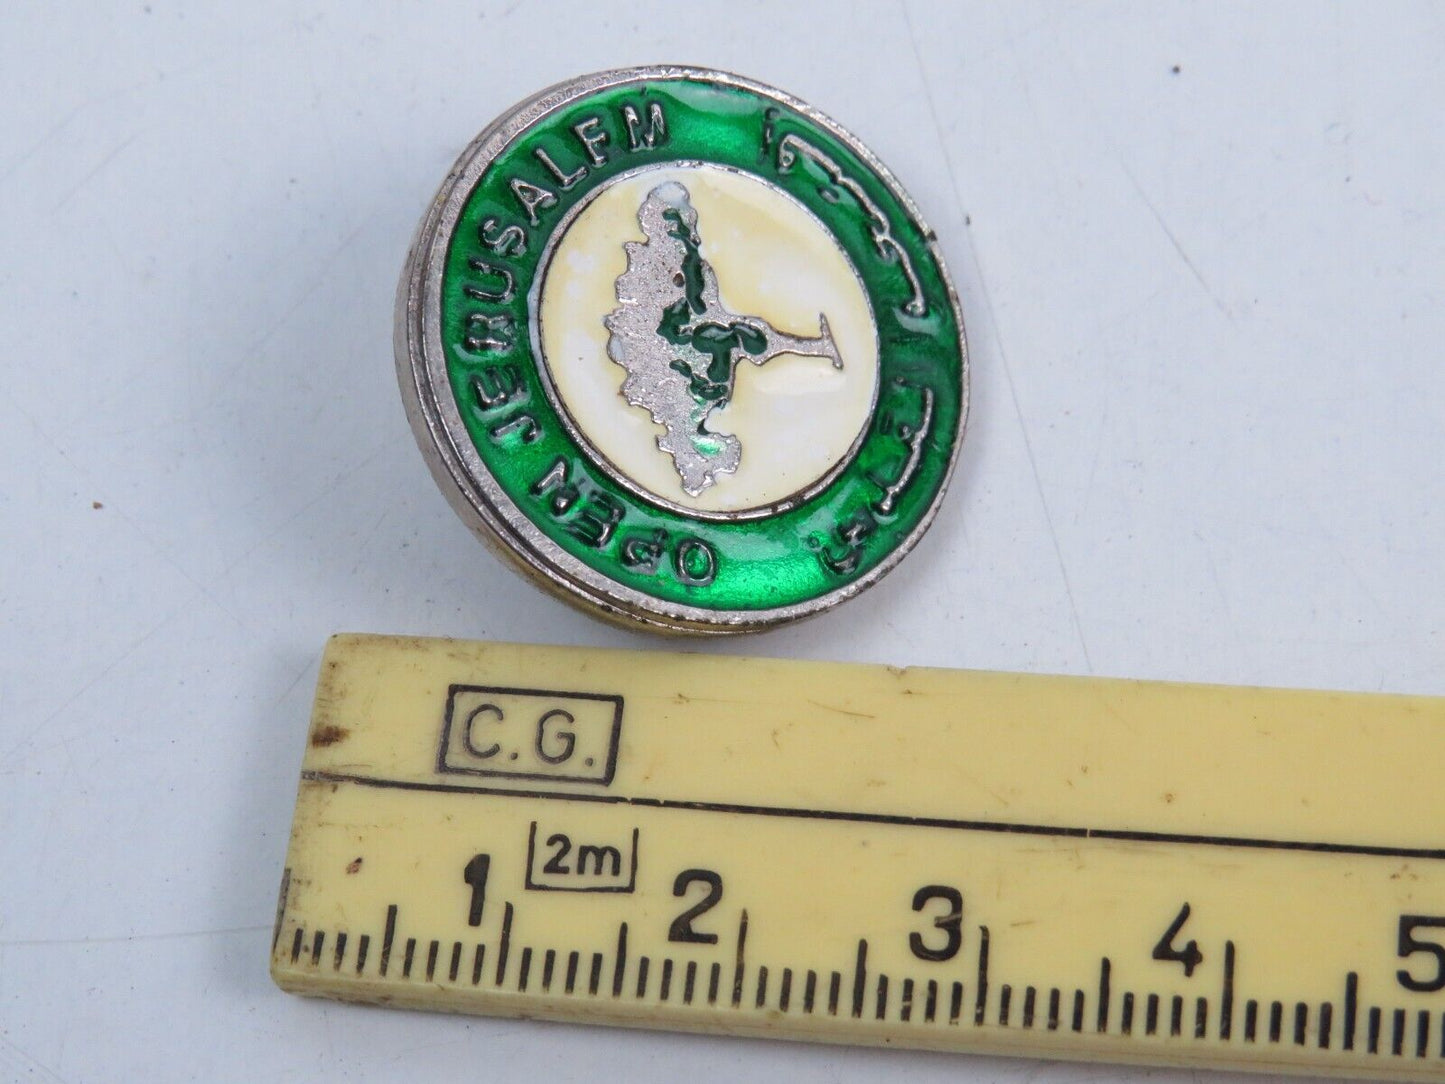 OPEN JERUSALEM
C.G.
2m
1 2 3 4 5